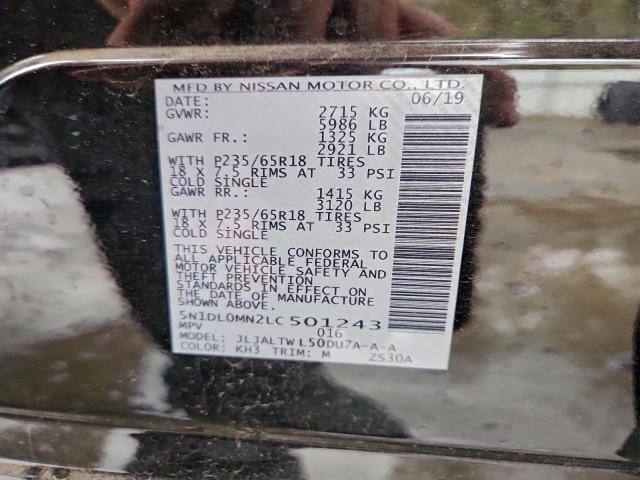 MFD BY NISSAN MOTOR CO., LTD.
DATE: 06/19
GVWR: 2715 KG
5986 LB
GAWR FR.: 1325 KG
2921 LB
WITH P235/65R18 TIRES
18 X 7.5 RIMS AT 33 PSI
COLD SINGLE
GAWR RR.: 1415 KG
3120 LB
WITH P235/65R18 TIRES
18 X 7.5 RIMS AT 33 PSI
COLD SINGLE
THIS VEHICLE CONFORMS TO
ALL APPLICABLE FEDERAL
MOTOR VEHICLE SAFETY AND
THEFT PREVENTION
STANDARDS IN EFFECT ON
THE DATE OF MANUFACTURE
SHOWN ABOVE.
5N1DL0MN2LC501243
MPV 016
MODEL: JLJALTWL50DU7A-A-A
COLOR: KH3 TRIM: M ZS30A